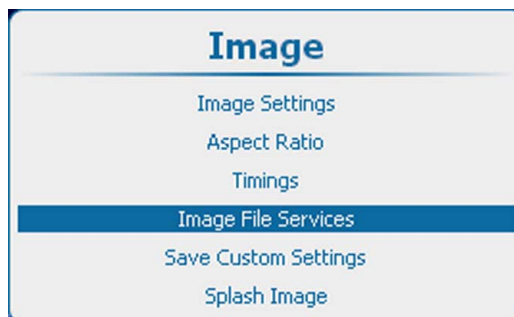 Image
Image Settings
Aspect Ratio
Timings
Image File Services
Save Custom Settings
Splash Image